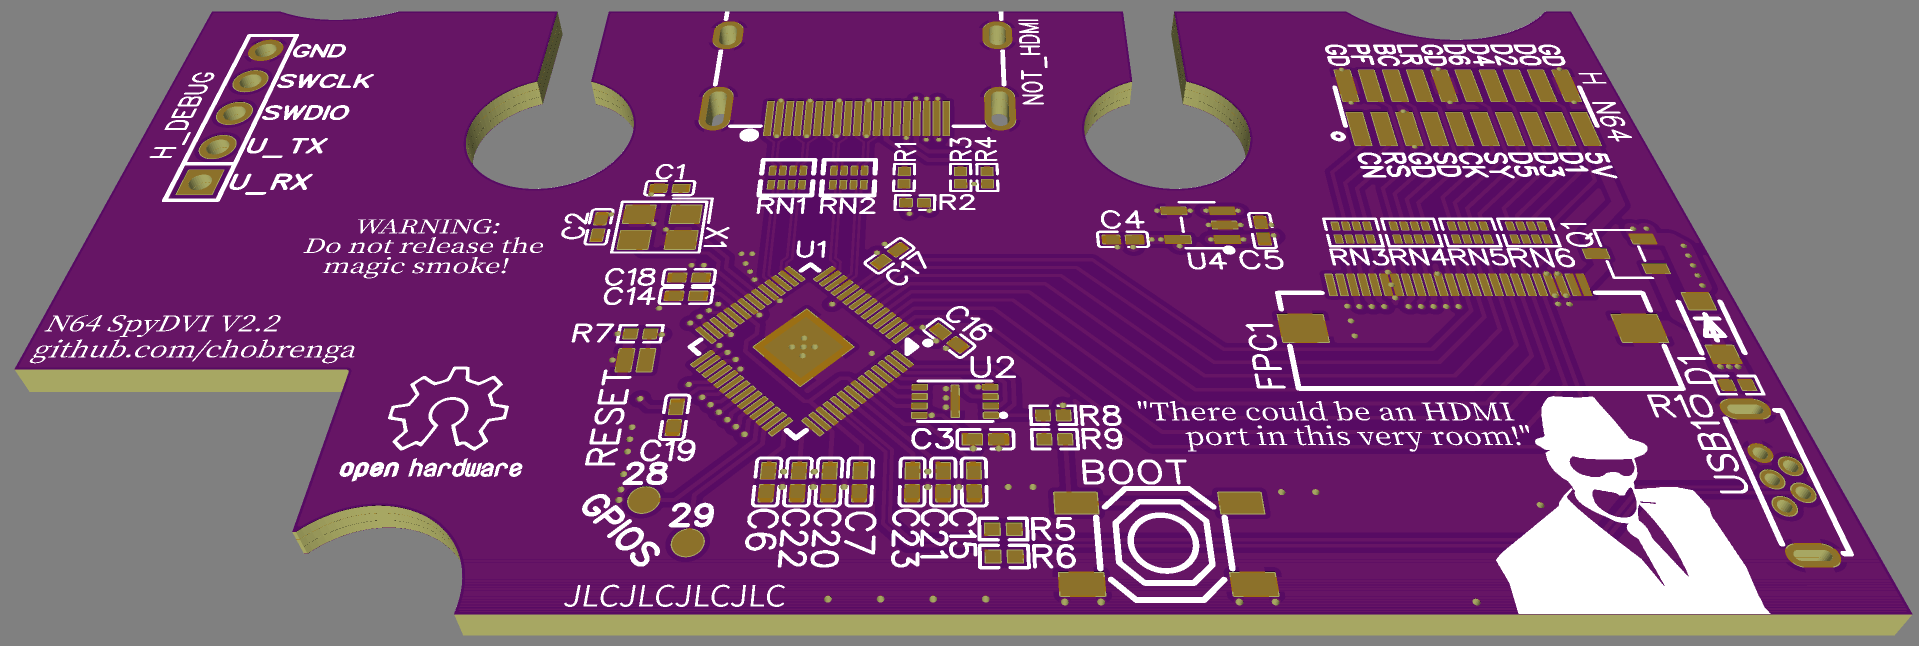 GND
SWCLK
SWDIO
U_TX
U_RX
H_DEBUG
NOT_HDMI
GD PF BC LR GD D6 D4 D2 D0 GD
H_N64
CN RS GD SD CK SY D5 D3 D1 5V
C1
C2
X1
RN1 RN2
R1
R3
R4
R2
WARNING:
Do not release the
magic smoke!
U1
C17
C4
U4
C5
RN3 RN4 RN5 RN6
Q1
C18
C14
C16
N64 SpyDVI V2.2
github.com/chobrenga
R7
RESET
U2
FPC1
D1
R10
open hardware
C19
C3
R8
R9
"There could be an HDMI
port in this very room!"
USB1
28
29
GPIOS
BOOT
C6 C22 C20 C7 C23 C21 C15
R5
R6
JLCJLCJLCJLC